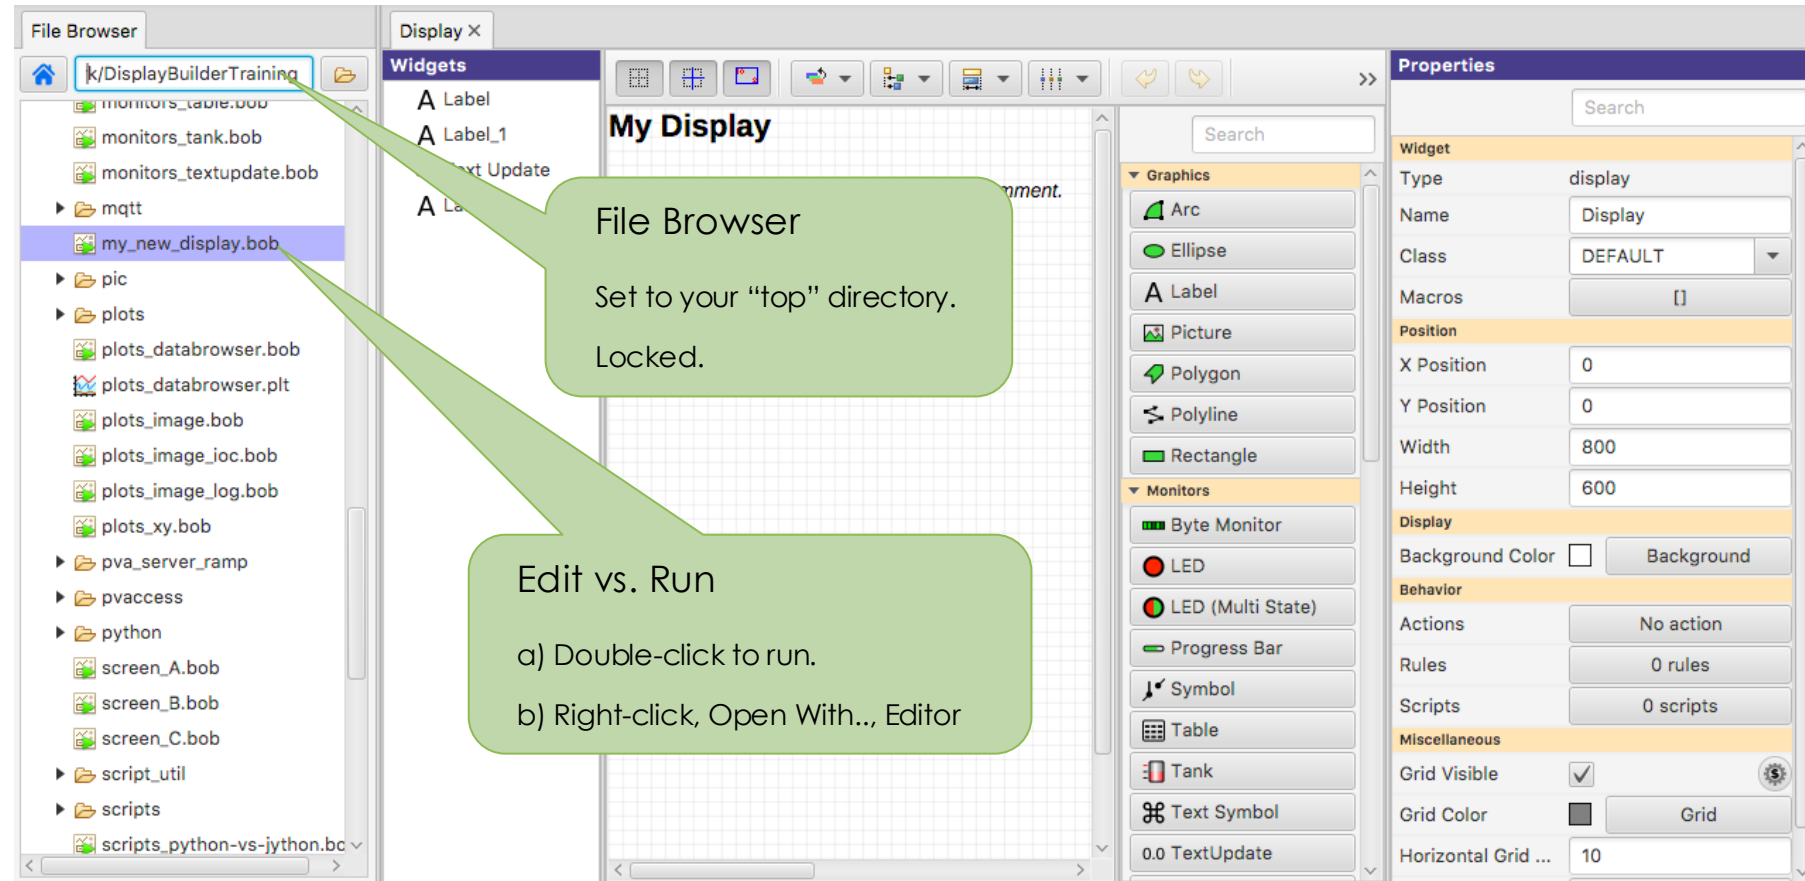 File Browser
k/DisplayBuilderTraining
monitors_table.bob
monitors_tank.bob
monitors_textupdate.bob
mqtt
my_new_display.bob
pic
plots
plots_databrowser.bob
plots_databrowser.plt
plots_image.bob
plots_image_ioc.bob
plots_image_log.bob
plots_xy.bob
pva_server_ramp
pvaccess
python
screen_A.bob
screen_B.bob
screen_C.bob
script_util
scripts
scripts_python-vs-jython.bo
Display
Widgets
A Label
A Label_1
Text Update
A La
My Display
mment.
File Browser
Set to your “top” directory.
Locked.
Edit vs. Run
a) Double-click to run.
b) Right-click, Open With.., Editor
>>
Search
Graphics
Arc
Ellipse
A Label
Picture
Polygon
Polyline
Rectangle
Monitors
Byte Monitor
LED
LED (Multi State)
Progress Bar
Symbol
Table
Tank
⌘ Text Symbol
0.0 TextUpdate
Properties
Search
Widget
Type display
Name Display
Class DEFAULT
Macros []
Position
X Position 0
Y Position 0
Width 800
Height 600
Display
Background Color Background
Behavior
Actions No action
Rules 0 rules
Scripts 0 scripts
Miscellaneous
Grid Visible
Grid Color Grid
Horizontal Grid ... 10